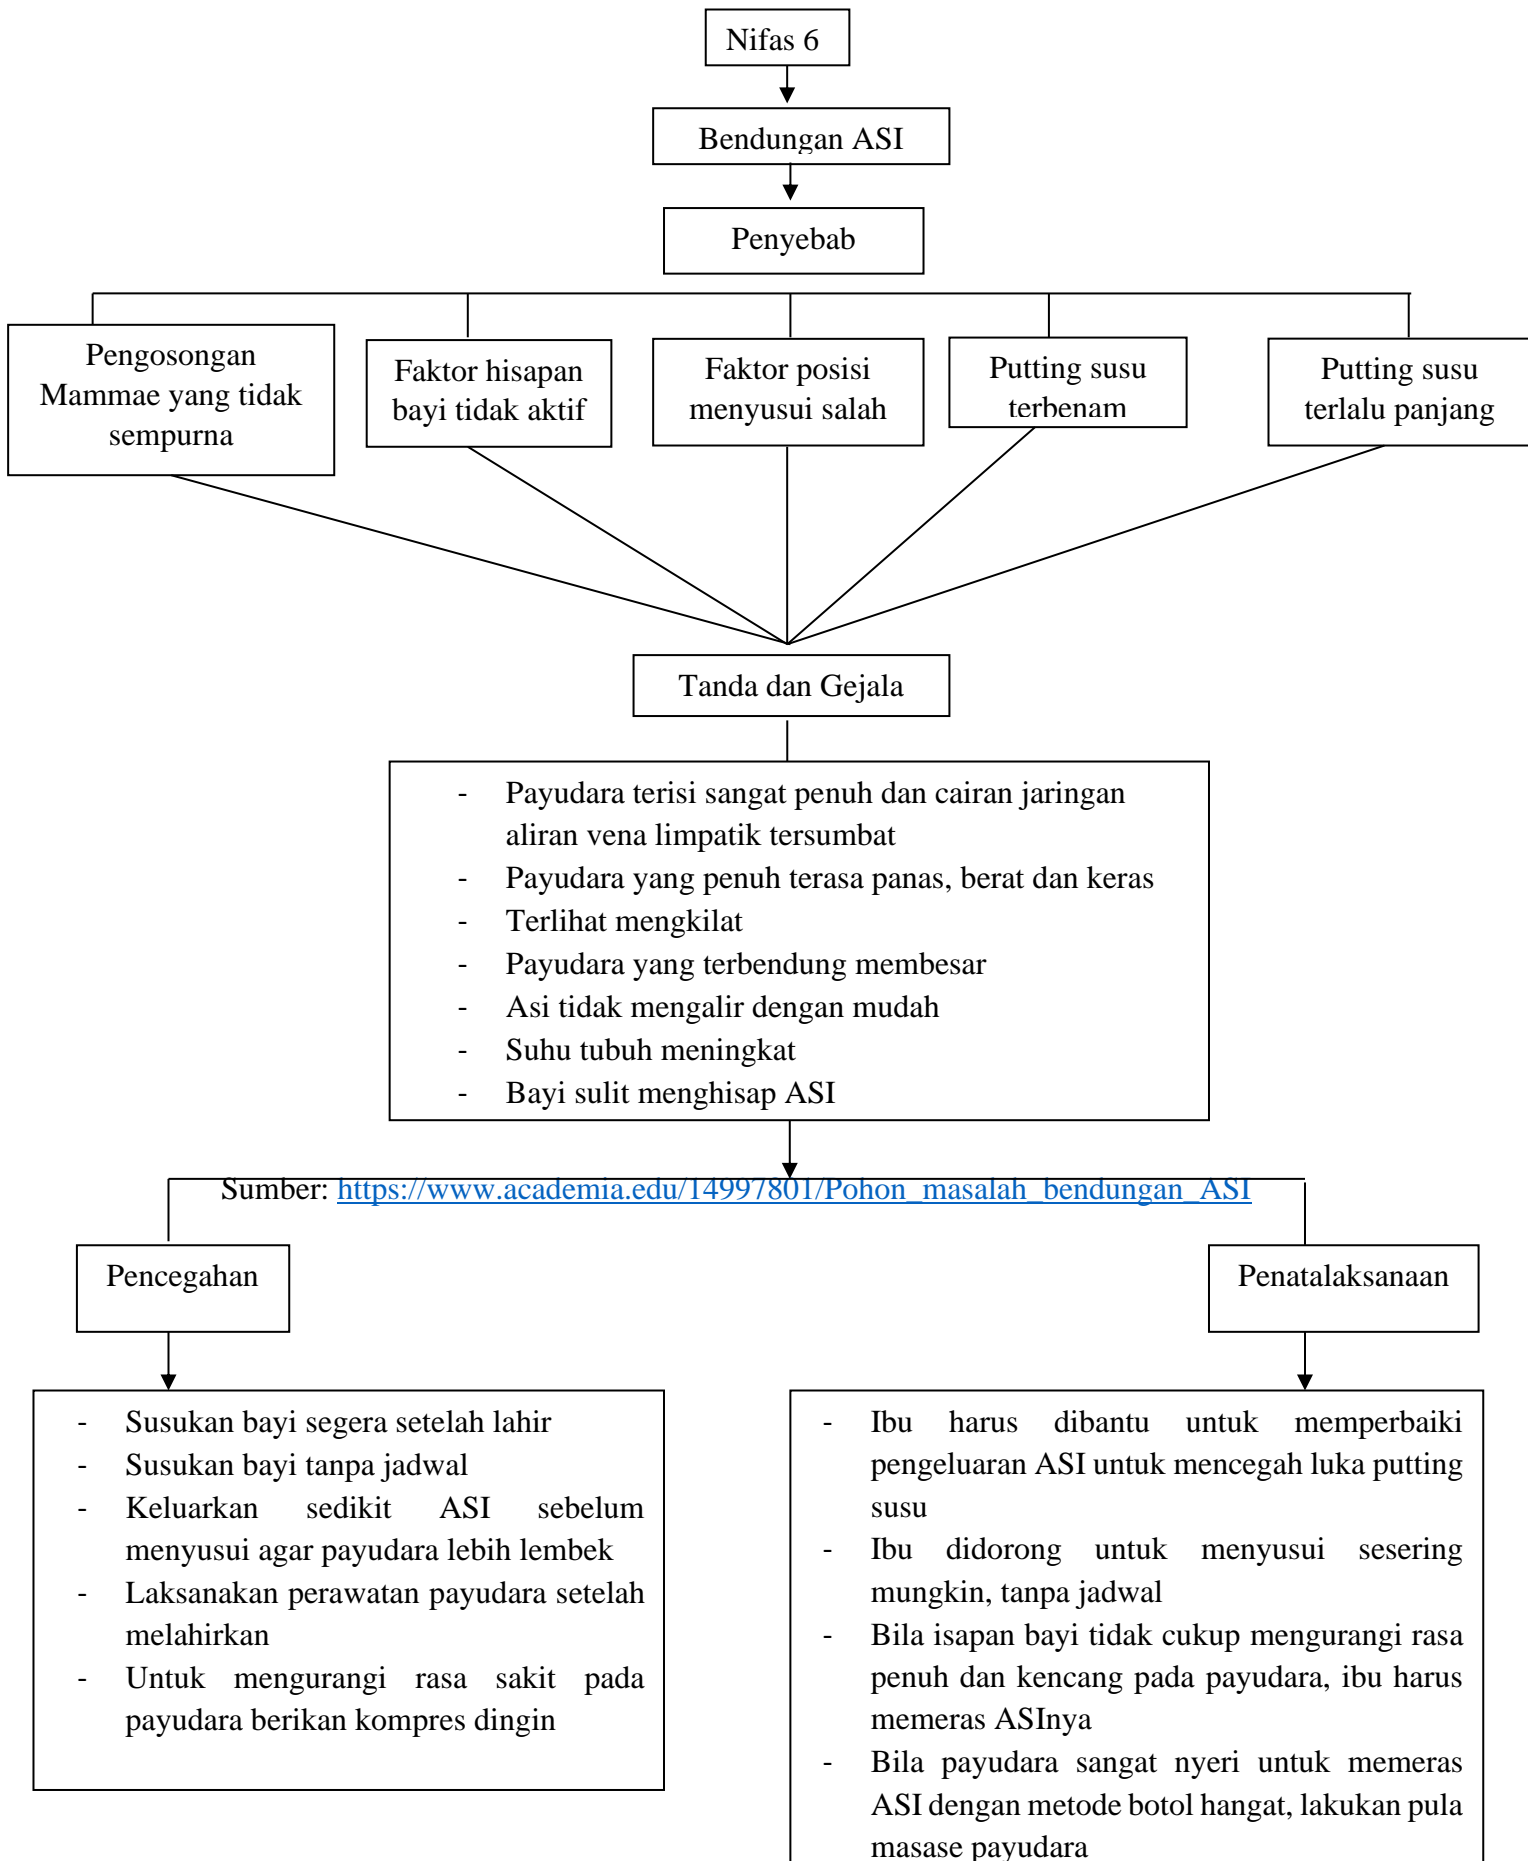 Nifas 6
Bendungan ASI
Penyebab
Pengosongan
Mammae yang tidak
sempurna
Faktor hisapan
bayi tidak aktif
Faktor posisi
menyusui salah
Putting susu
terbenam
Putting susu
terlalu panjang
Tanda dan Gejala
- Payudara terisi sangat penuh dan cairan jaringan
aliran vena limpatik tersumbat
- Payudara yang penuh terasa panas, berat dan keras
- Terlihat mengkilat
- Payudara yang terbendung membesar
- Asi tidak mengalir dengan mudah
- Suhu tubuh meningkat
- Bayi sulit menghisap ASI
Sumber: https://www.academia.edu/14997801/Pohon_masalah_bendungan_ASI
Pencegahan
Penatalaksanaan
- Susukan bayi segera setelah lahir
- Susukan bayi tanpa jadwal
- Keluarkan sedikit ASI sebelum
menyusui agar payudara lebih lembek
- Laksanakan perawatan payudara setelah
melahirkan
- Untuk mengurangi rasa sakit pada
payudara berikan kompres dingin
- Ibu harus dibantu untuk memperbaiki
pengeluaran ASI untuk mencegah luka putting
susu
- Ibu didorong untuk menyusui sesering
mungkin, tanpa jadwal
- Bila isapan bayi tidak cukup mengurangi rasa
penuh dan kencang pada payudara, ibu harus
memeras ASInya
- Bila payudara sangat nyeri untuk memeras
ASI dengan metode botol hangat, lakukan pula
masase payudara